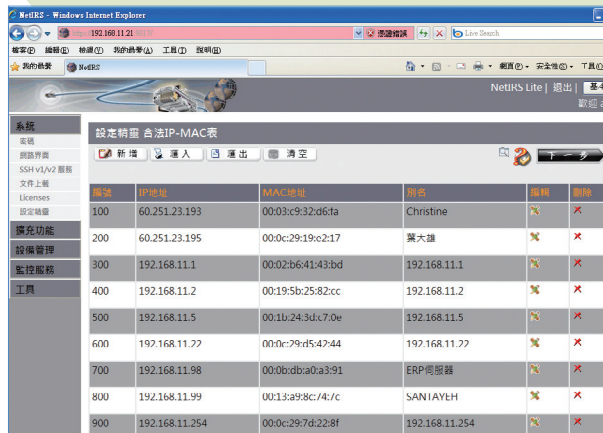 NetIRS - Windows Internet Explorer
192.168.11.21
憑證錯誤
Live Search
檔案(F) 編輯(E) 檢視(V) 我的最愛(A) 工具(T) 說明(H)
我的最愛 NetIRS
網頁(P) 安全性(S) 工具(O)
NetIRS Lite | 退出 |
歡迎
系統
密碼
網路界面
SSH v1/v2 服務
文件上載
Licenses
設定精靈
擴充功能
設備管理
監控服務
工具
設定精靈 合法IP-MAC表
新增 匯入 匯出 清空
下一步
編號 IP地址 MAC地址 別名 編輯 刪除
100 60.251.23.193 00:03:c9:32:d6:fa Christine
200 60.251.23.195 00:0c:29:19:e2:17 葉大雄
300 192.168.11.1 00:02:b6:41:43:bd 192.168.11.1
400 192.168.11.2 00:19:5b:25:82:cc 192.168.11.2
500 192.168.11.5 00:1b:24:3d:c7:0e 192.168.11.5
600 192.168.11.22 00:0c:29:d5:42:44 192.168.11.22
700 192.168.11.98 00:0b:db:a0:a3:91 ERP伺服器
800 192.168.11.99 00:13:a9:8c:74:7c SANTAYEH
900 192.168.11.254 00:0c:29:7d:22:8f 192.168.11.254